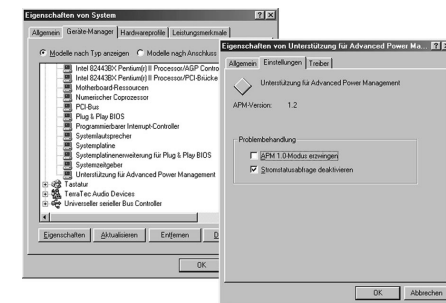 Eigenschaften von System
Allgemein Geräte-Manager Hardwareprofile Leistungsmerkmale
Modelle nach Typ anzeigen Modelle nach Anschluss
Intel 82443BX Pentium(r) II Processor/AGP Contro
Intel 82443BX Pentium(r) II Processor/PCI-Brücke
Motherboard-Ressourcen
Numerischer Coprozessor
PCI-Bus
Plug & Play BIOS
Programmierbarer Interrupt-Controller
Systemlautsprecher
Systemplatine
Systemplatinenerweiterung für Plug & Play BIOS
Systemzeitgeber
Unterstützung für Advanced Power Management
Tastatur
TerraTec Audio Devices
Universeller serieller Bus Controller
Eigenschaften Aktualisieren Entfernen D
OK
Eigenschaften von Unterstützung für Advanced Power Ma...
Allgemein Einstellungen Treiber
Unterstützung für Advanced Power Management
APM-Version: 1.2
Problembehandlung
APM 1.0-Modus erzwingen
Stromstatusabfrage deaktivieren
OK Abbrechen